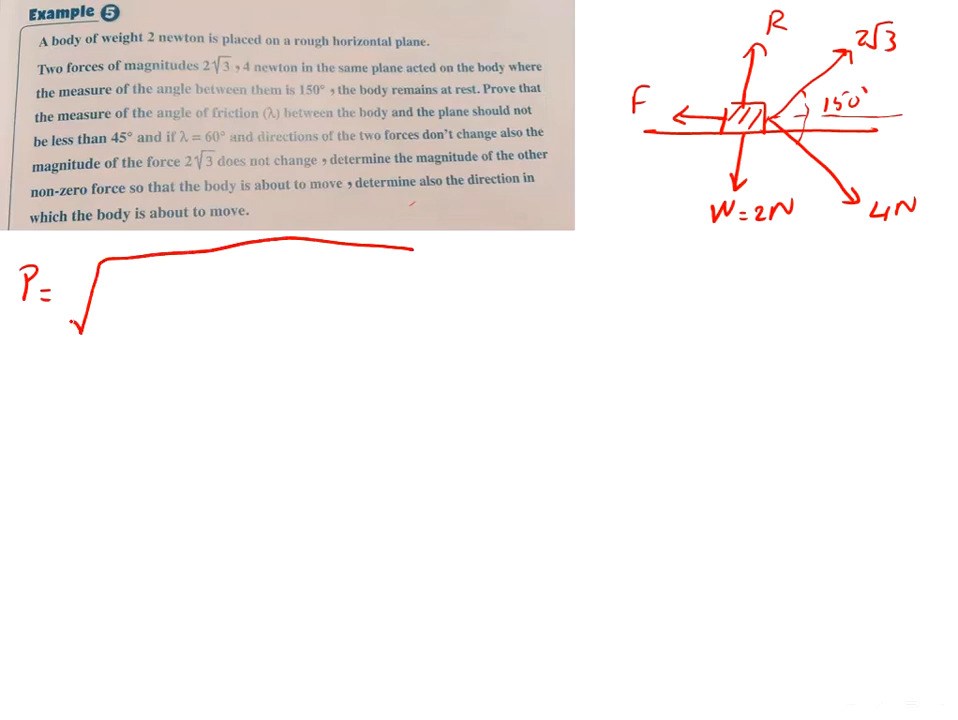 Example 5
A body of weight 2 newton is placed on a rough horizontal plane.
Two forces of magnitudes 2√3 , 4 newton in the same plane acted on the body where
the measure of the angle between them is 150° , the body remains at rest. Prove that
the measure of the angle of friction (λ) between the body and the plane should not
be less than 45° and if λ = 60° and directions of the two forces don't change also the
magnitude of the force 2√3 does not change , determine the magnitude of the other
non-zero force so that the body is about to move , determine also the direction in
which the body is about to move.
R
2√3
F
150°
W = 2N
4N
P = √